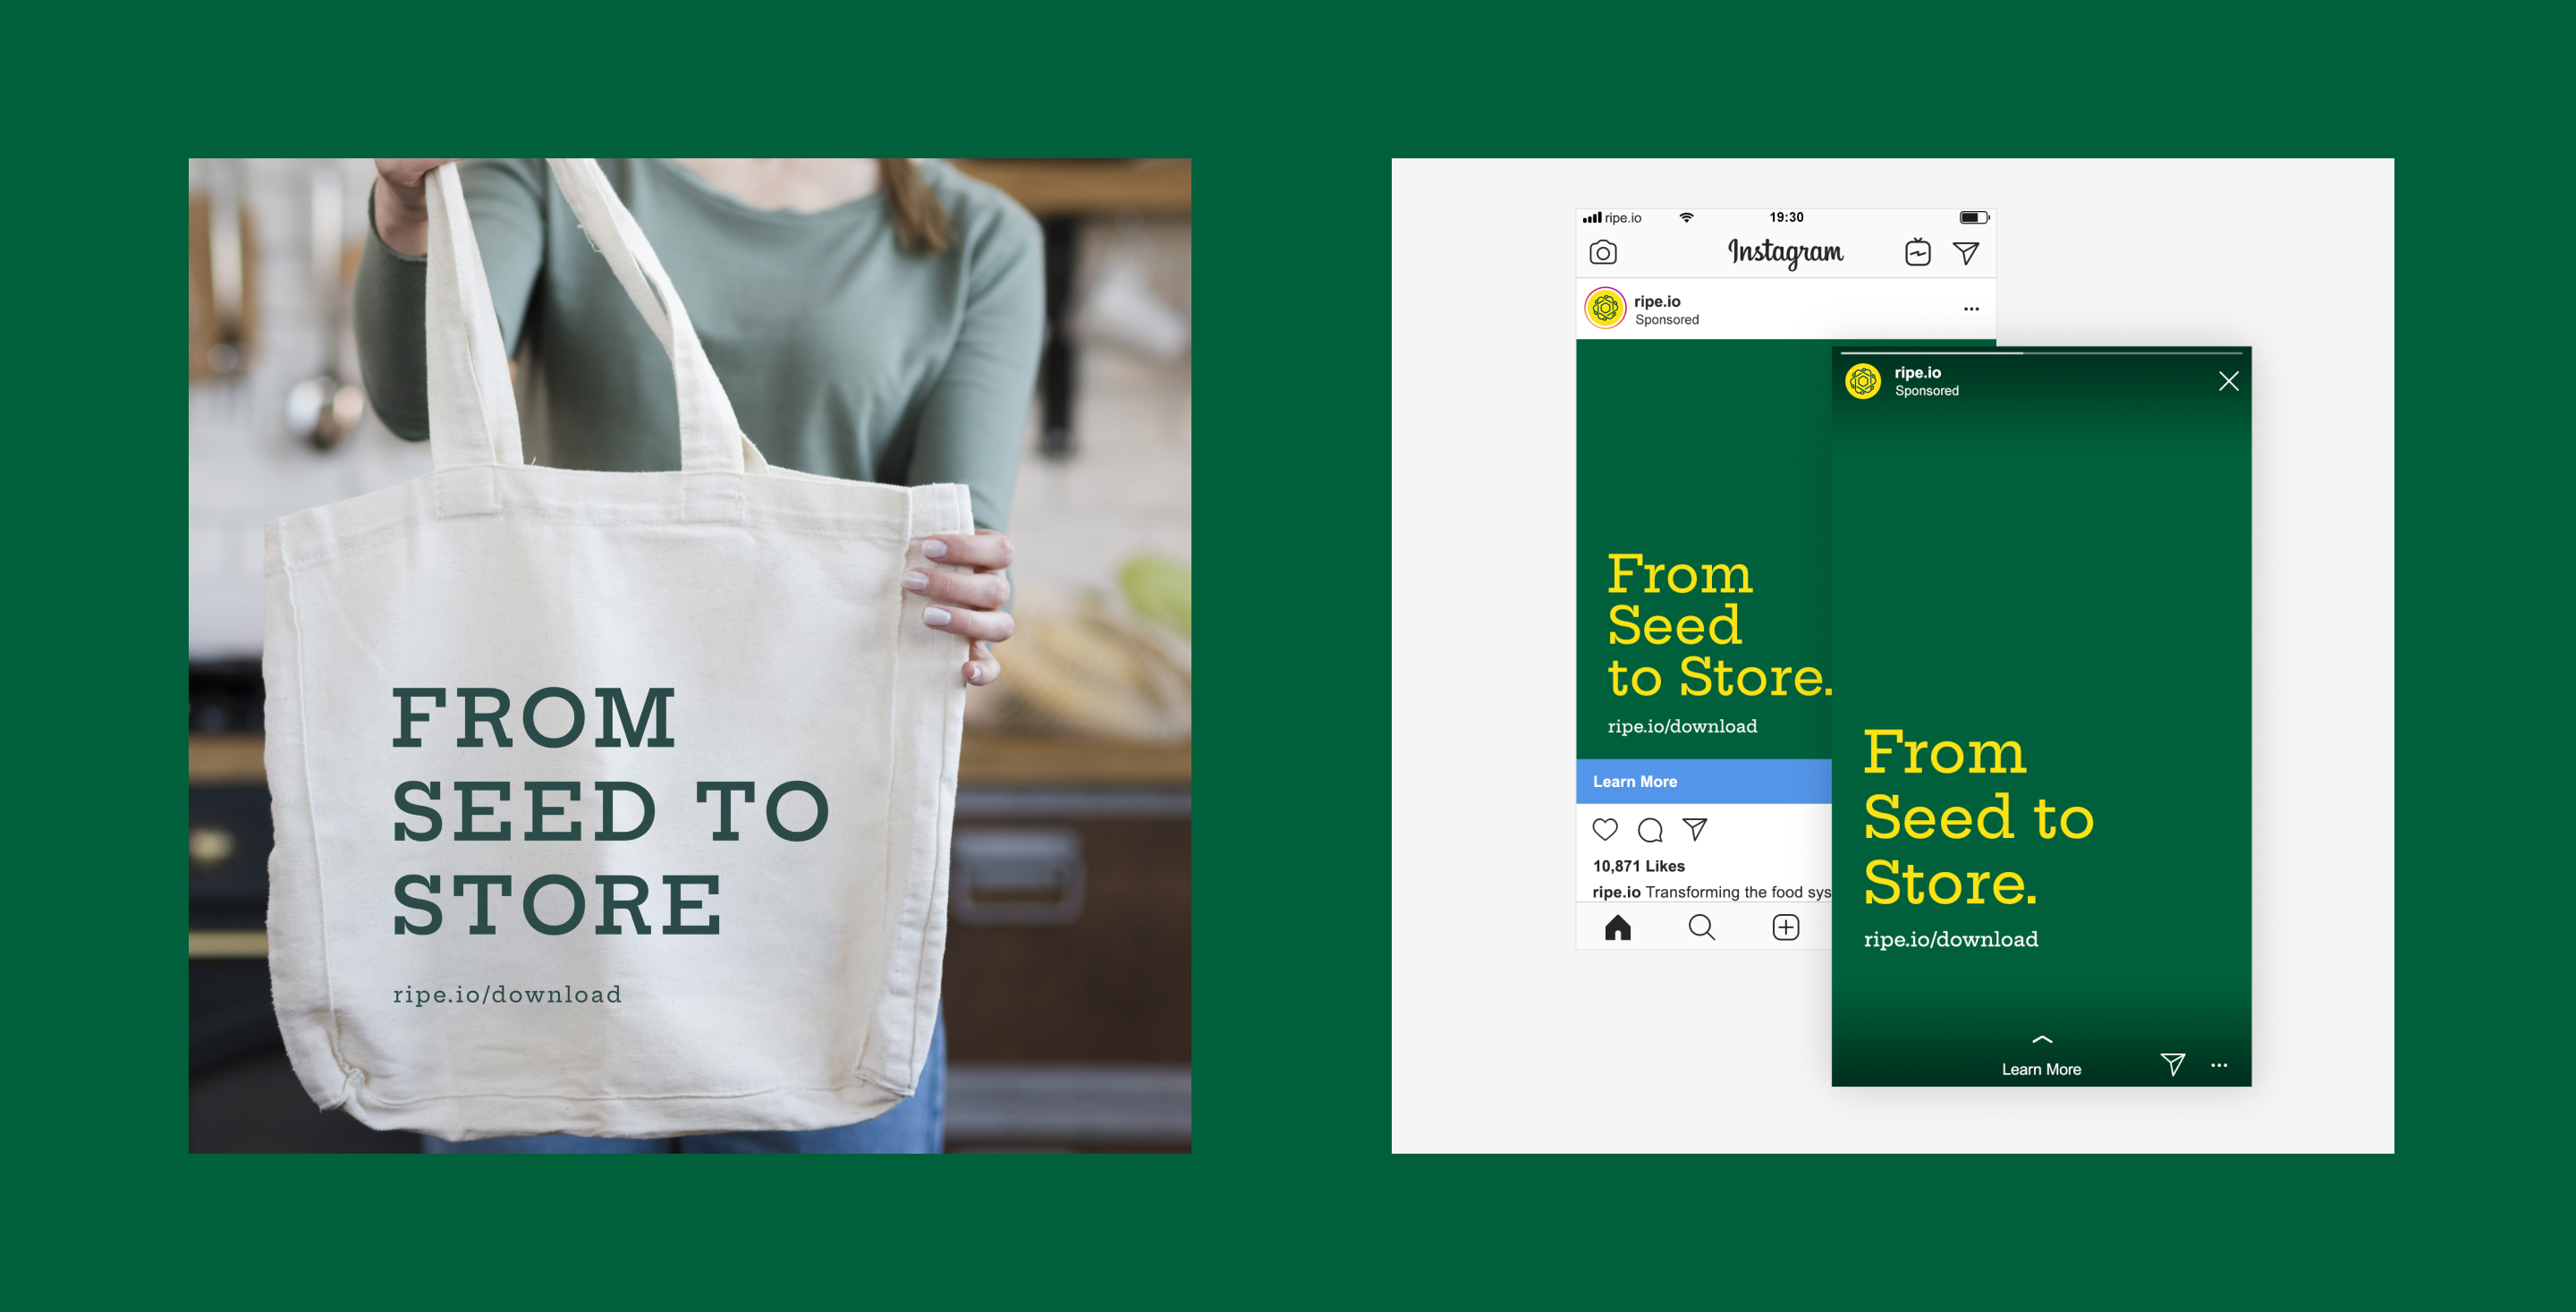 FROM
SEED TO
STORE
ripe.io/download
ripe.io
19:30
Instagram
ripe.io
Sponsored
From
Seed
to Store.
ripe.io/download
Learn More
10,871 Likes
ripe.io Transforming the food
ripe.io
Sponsored
From
Seed to
Store.
ripe.io/download
Learn More